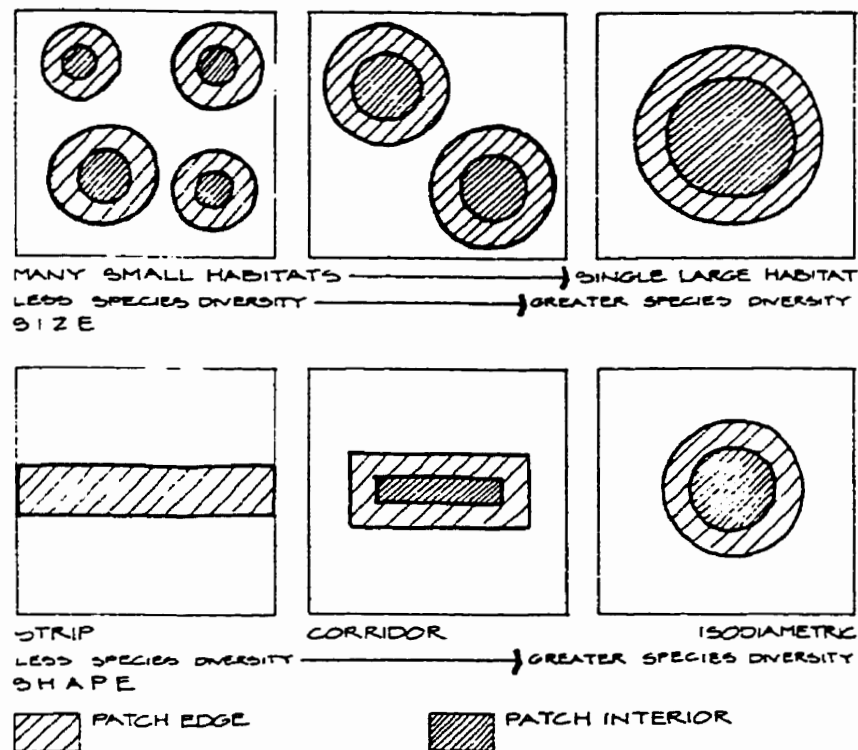 MANY SMALL HABITATS SINGLE LARGE HABITAT
LESS SPECIES DIVERSITY GREATER SPECIES DIVERSITY
SIZE
STRIP CORRIDOR ISODIAMETRIC
LESS SPECIES DIVERSITY GREATER SPECIES DIVERSITY
SHAPE
PATCH EDGE PATCH INTERIOR